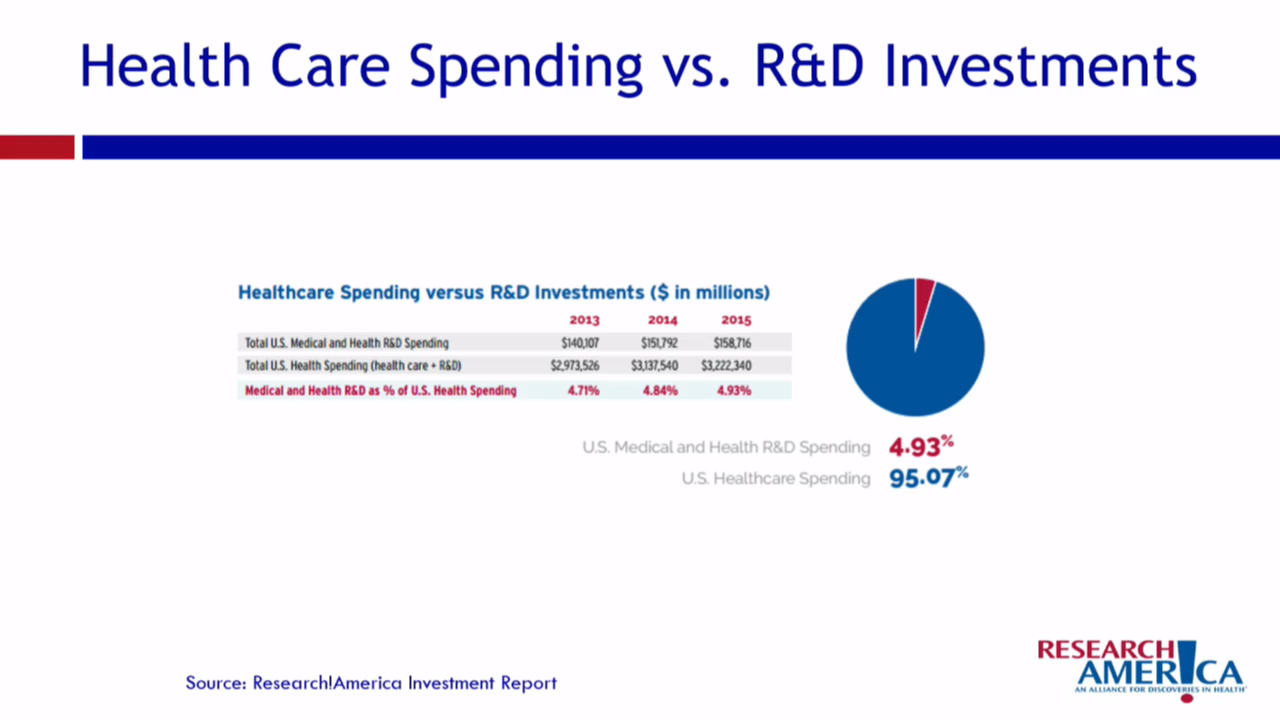 Health Care Spending vs. R&D Investments
Healthcare Spending versus R&D Investments ($ in millions)
2013 2014 2015
Total U.S. Medical and Health R&D Spending $140,107 $151,792 $158,716
Total U.S. Health Spending (health care + R&D) $2,973,526 $3,137,540 $3,222,340
Medical and Health R&D as % of U.S. Health Spending 4.71% 4.84% 4.93%
U.S. Medical and Health R&D Spending 4.93%
U.S. Healthcare Spending 95.07%
Source: Research!America Investment Report
RESEARCH!
AMERICA
AN ALLIANCE FOR DISCOVERIES IN HEALTH